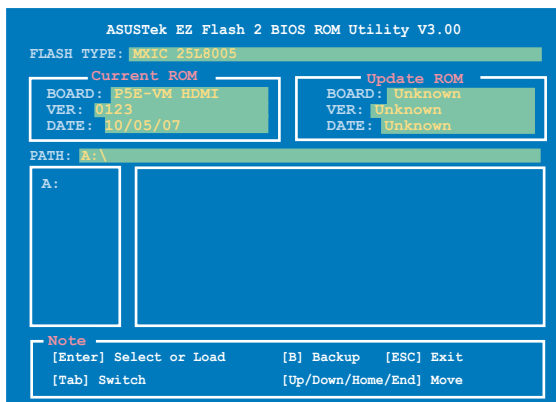 ASUSTek EZ Flash 2 BIOS ROM Utility V3.00
FLASH TYPE: MXIC 25L8005
Current ROM
BOARD: P5E-VM HDMI
VER: 0123
DATE: 10/05/07
Update ROM
BOARD: Unknown
VER: Unknown
DATE: Unknown
PATH: A:\
A:
Note
[Enter] Select or Load [B] Backup [ESC] Exit
[Tab] Switch [Up/Down/Home/End] Move